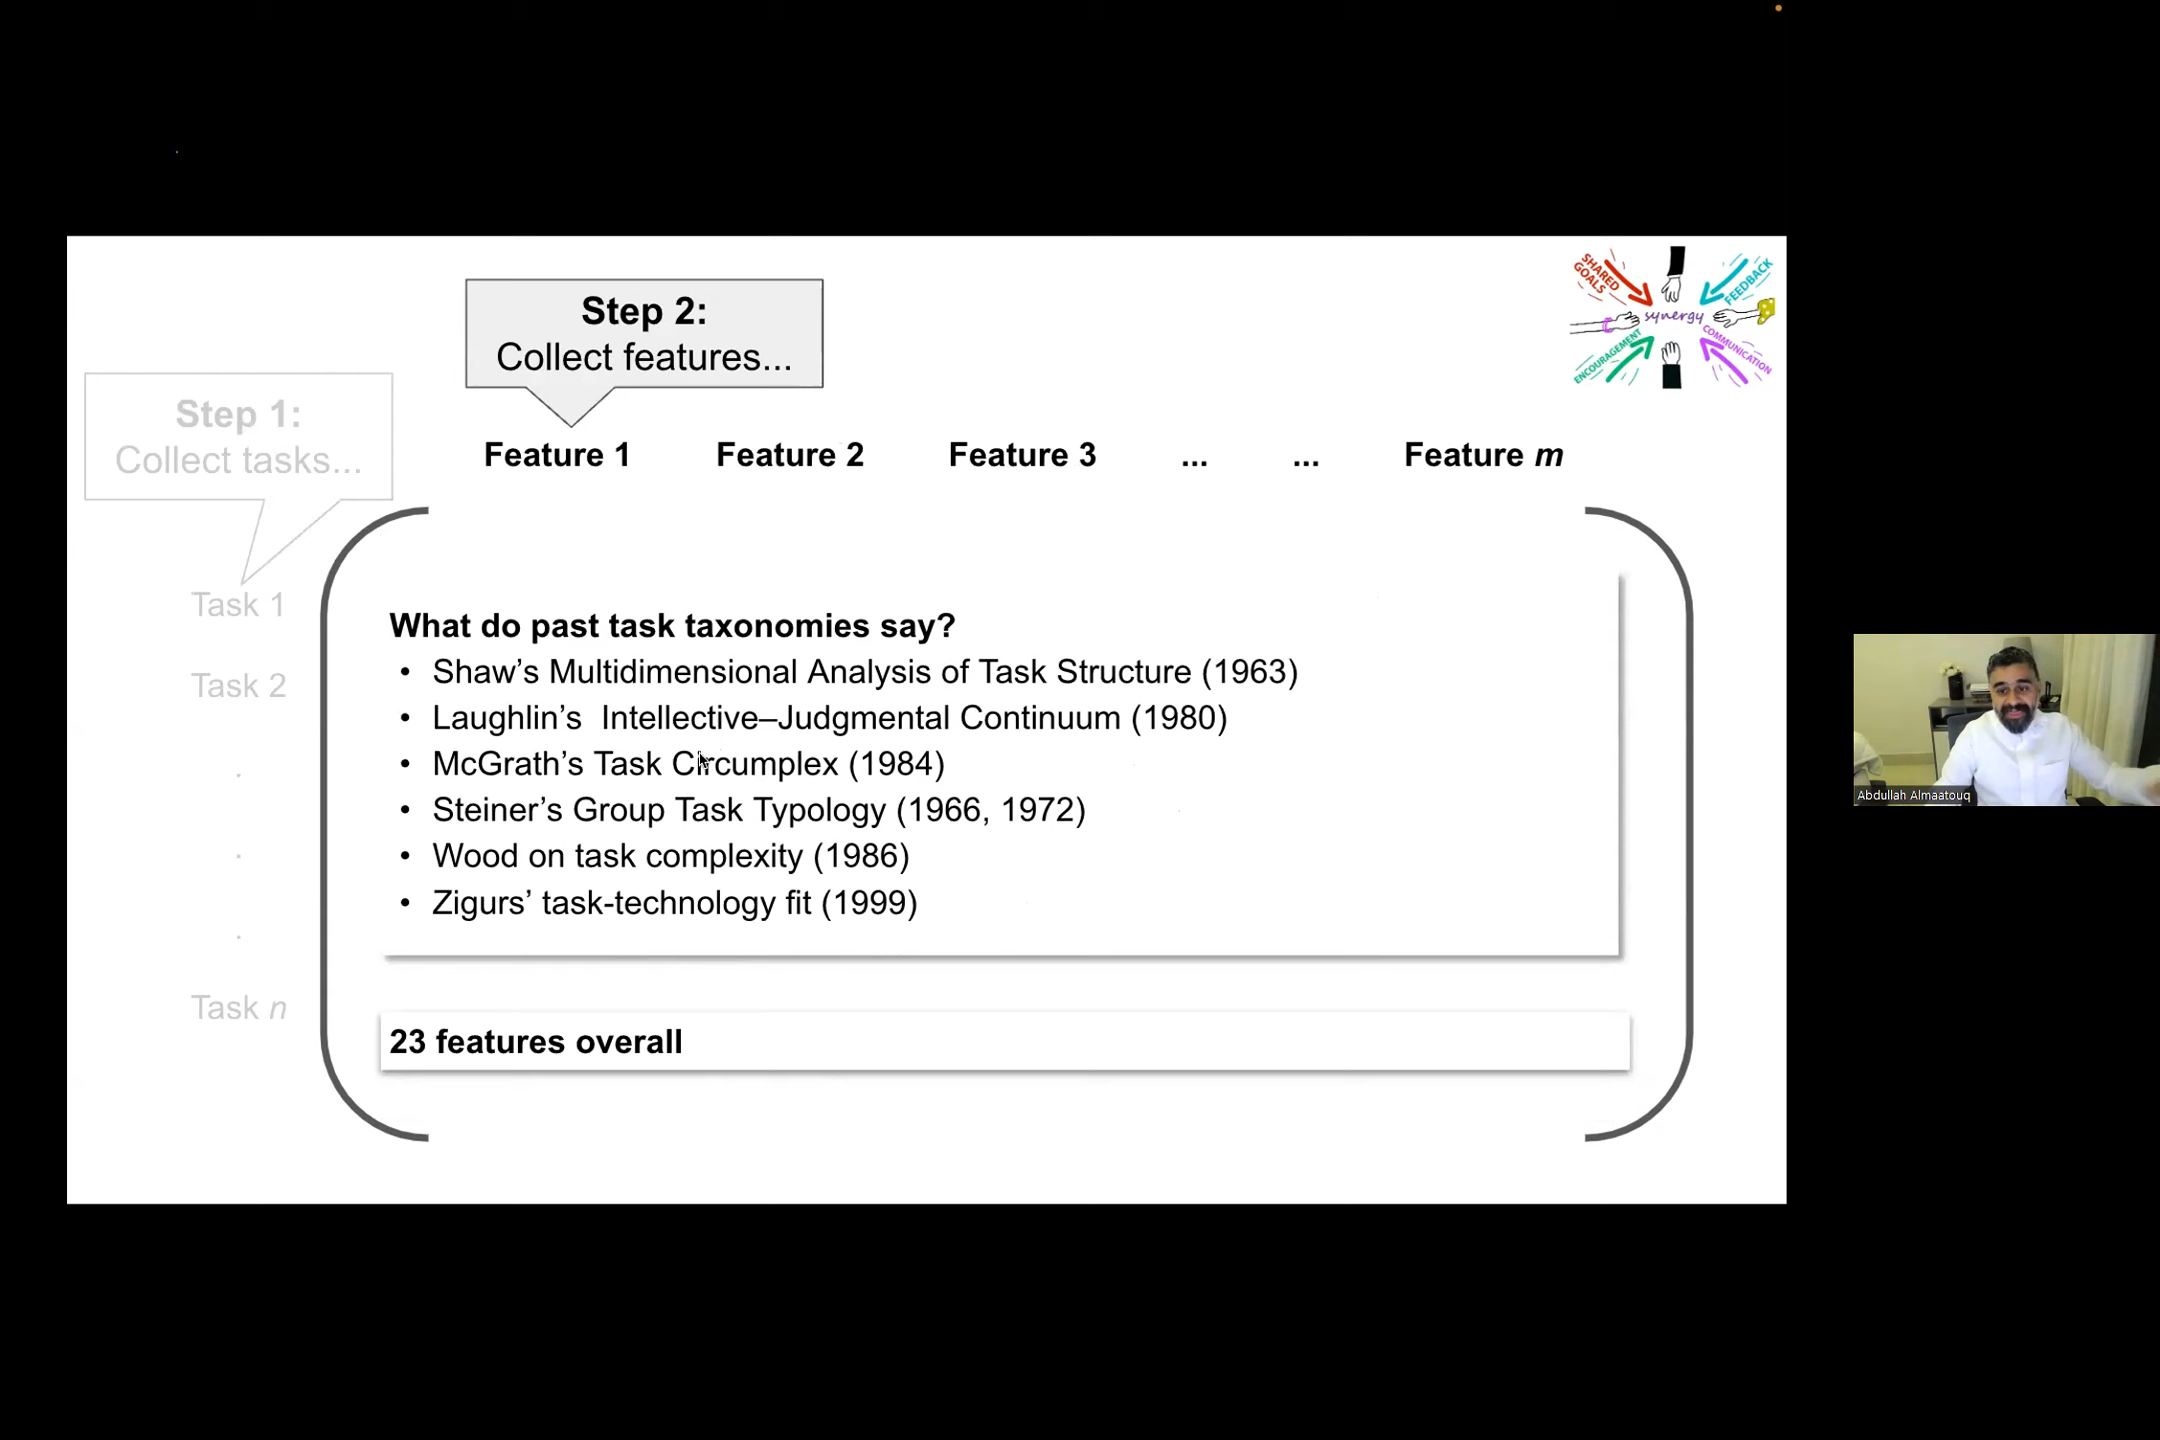 SHARED
GOALS
FEEDBACK
synergy
ENCOURAGEMENT
COMMUNICATION
Step 2:
Collect features...
Step 1:
Collect tasks...
Feature 1 Feature 2 Feature 3 ... ... Feature m
Task 1
Task 2
.
.
.
Task n
What do past task taxonomies say?
• Shaw’s Multidimensional Analysis of Task Structure (1963)
• Laughlin’s  Intellective–Judgmental Continuum (1980)
• McGrath’s Task Circumplex (1984)
• Steiner’s Group Task Typology (1966, 1972)
• Wood on task complexity (1986)
• Zigurs’ task-technology fit (1999)
23 features overall
Abdullah Almaatouq